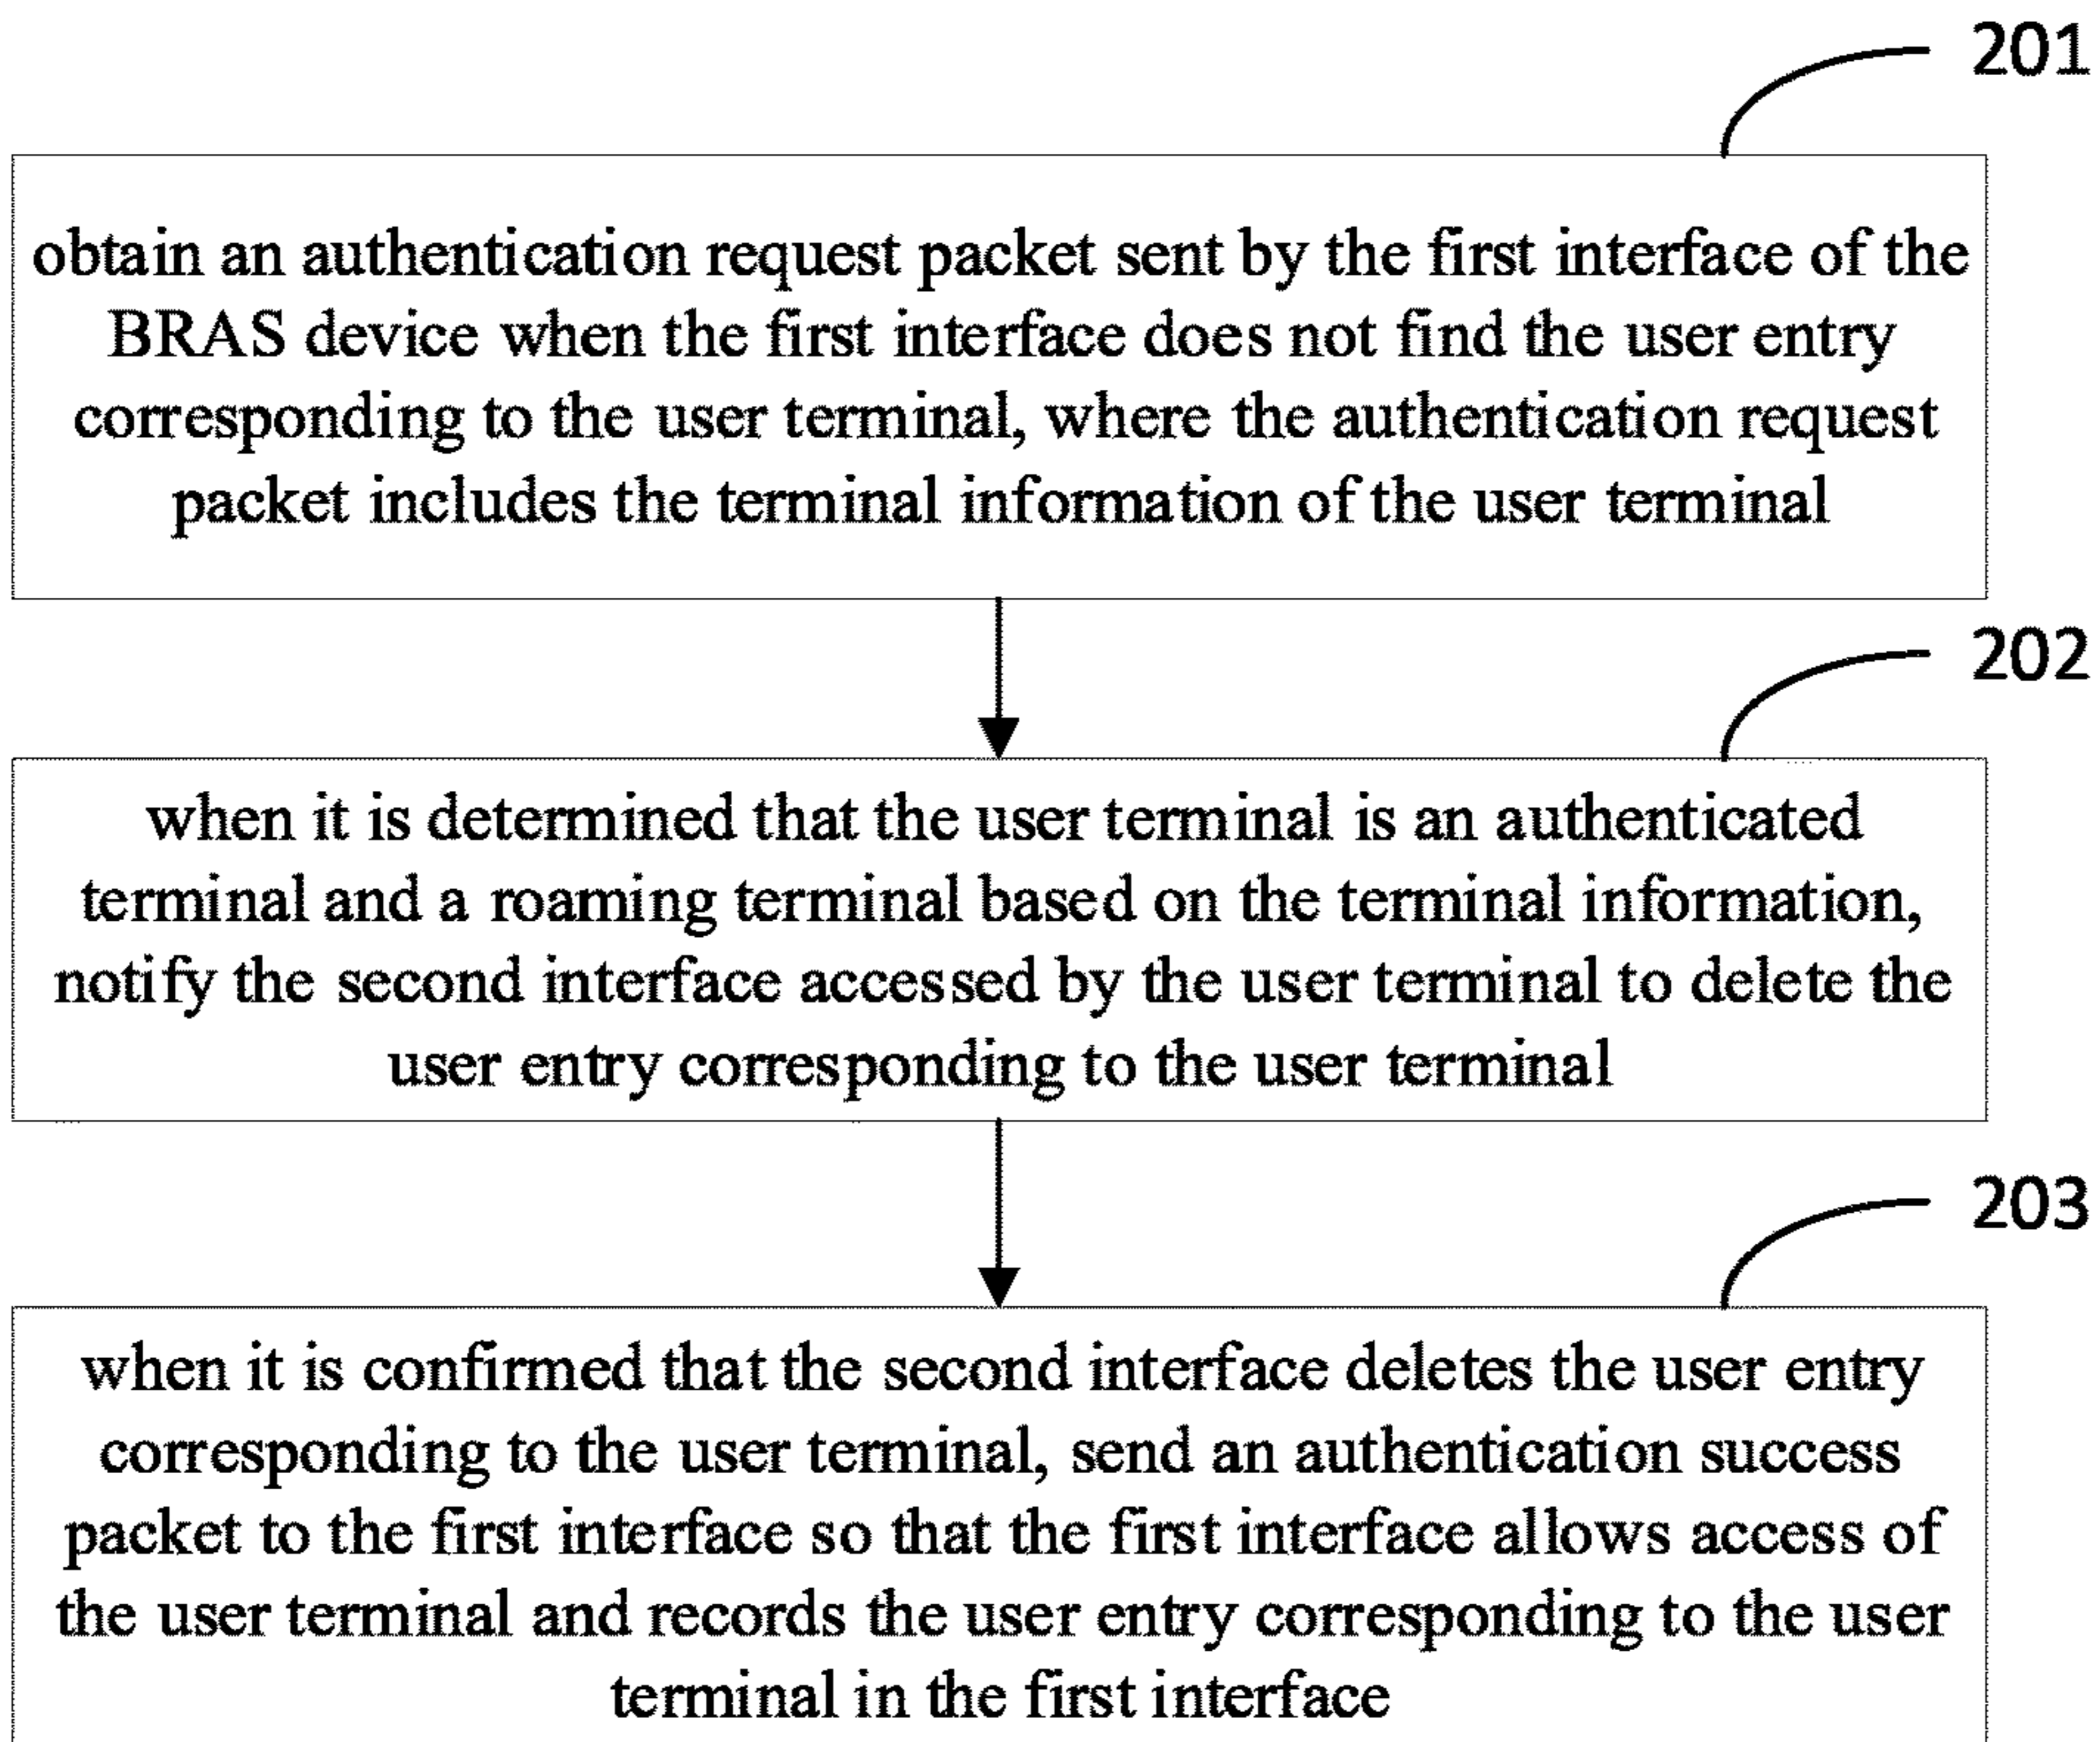 201
obtain an authentication request packet sent by the first interface of the
BRAS device when the first interface does not find the user entry
corresponding to the user terminal, where the authentication request
packet includes the terminal information of the user terminal
202
when it is determined that the user terminal is an authenticated
terminal and a roaming terminal based on the terminal information,
notify the second interface accessed by the user terminal to delete the
user entry corresponding to the user terminal
203
when it is confirmed that the second interface deletes the user entry
corresponding to the user terminal, send an authentication success
packet to the first interface so that the first interface allows access of
the user terminal and records the user entry corresponding to the user
terminal in the first interface